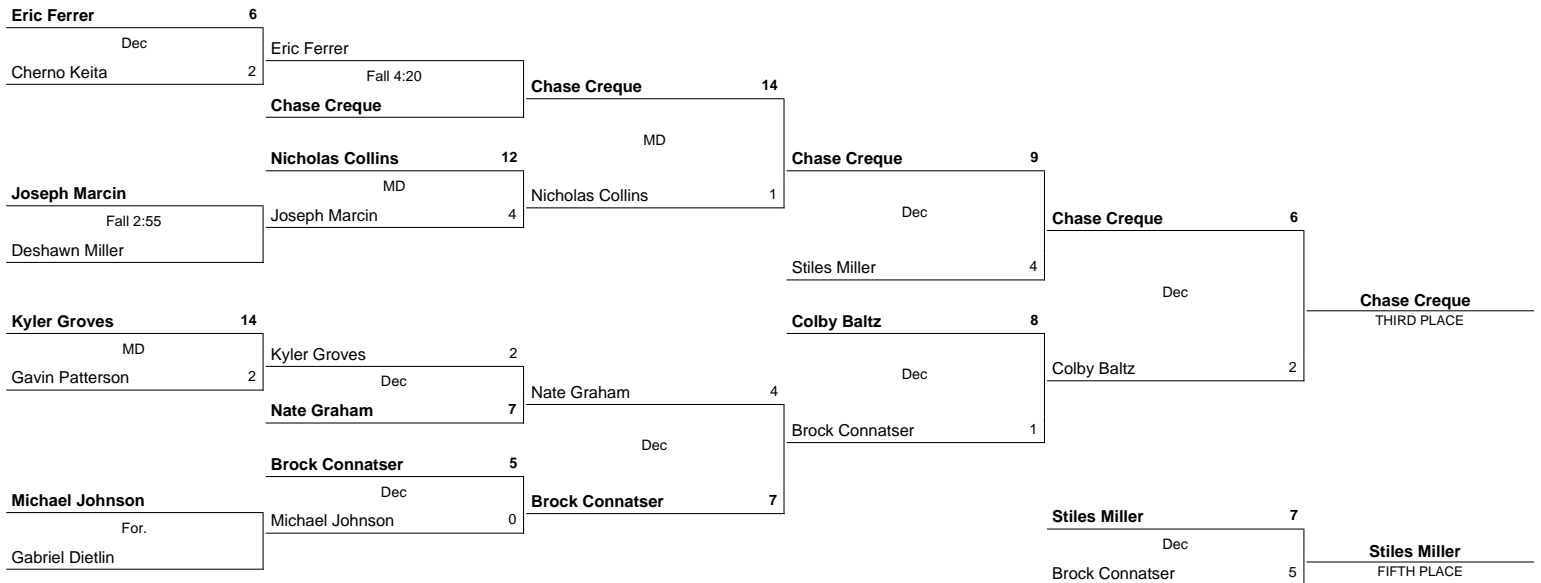 Eric Ferrer 6
Dec
Cherno Keita 2
Joseph Marcin
Fall 2:55
Deshawn Miller
Kyler Groves 14
MD
Gavin Patterson 2
Michael Johnson
For.
Gabriel Dietlin
Eric Ferrer
Fall 4:20
Chase Creque
Nicholas Collins 12
MD
Joseph Marcin 4
Kyler Groves 2
Dec
Nate Graham 7
Brock Connatser 5
Dec
Michael Johnson 0
Chase Creque 14
MD
Nicholas Collins 1
Nate Graham 4
Dec
Brock Connatser 7
Chase Creque 9
Dec
Stiles Miller 4
Colby Baltz 8
Dec
Brock Connatser 1
Chase Creque 6
Dec
Colby Baltz 2
Chase Creque
THIRD PLACE
Stiles Miller 7
Dec
Brock Connatser 5
Stiles Miller
FIFTH PLACE